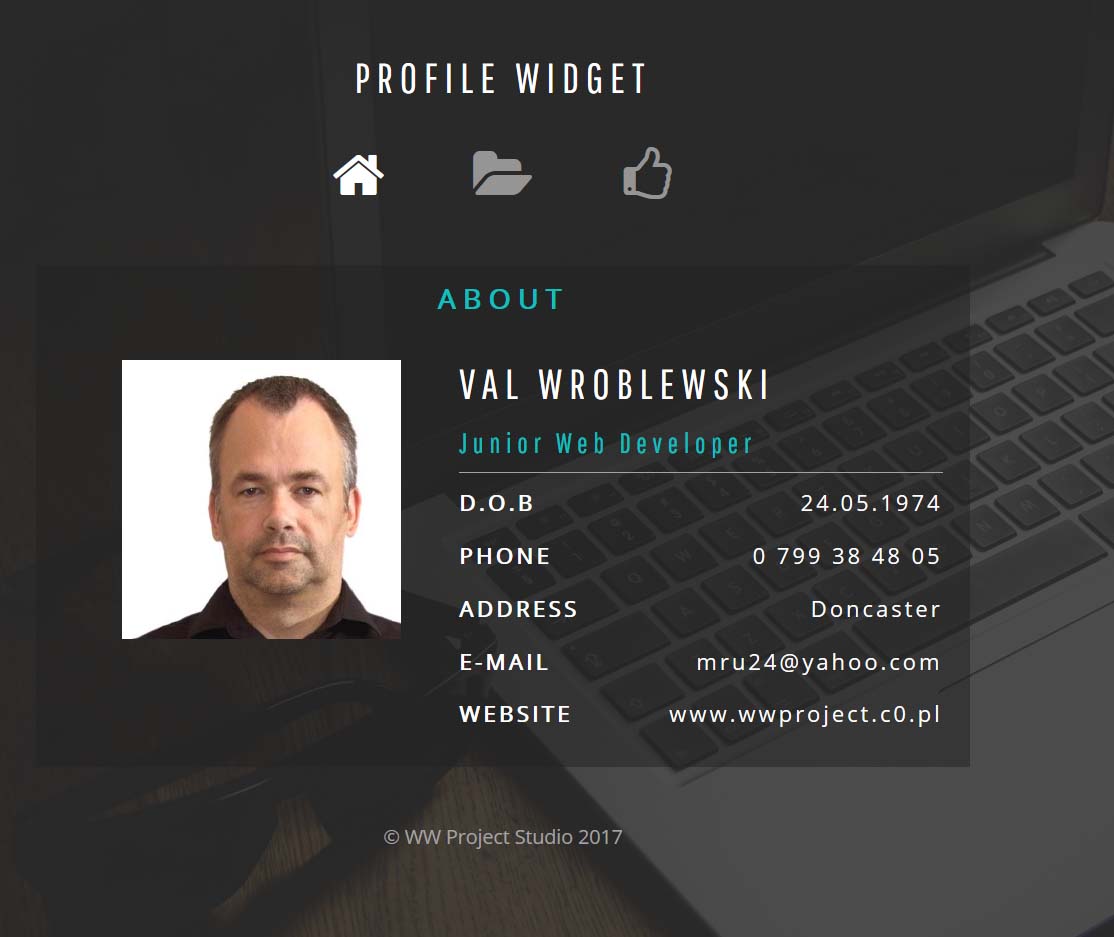 PROFILE WIDGET
ABOUT
VAL WROBLEWSKI
Junior Web Developer
D.O.B 24.05.1974
PHONE 0 799 38 48 05
ADDRESS Doncaster
E-MAIL mru24@yahoo.com
WEBSITE www.wwproject.c0.pl
© WW Project Studio 2017